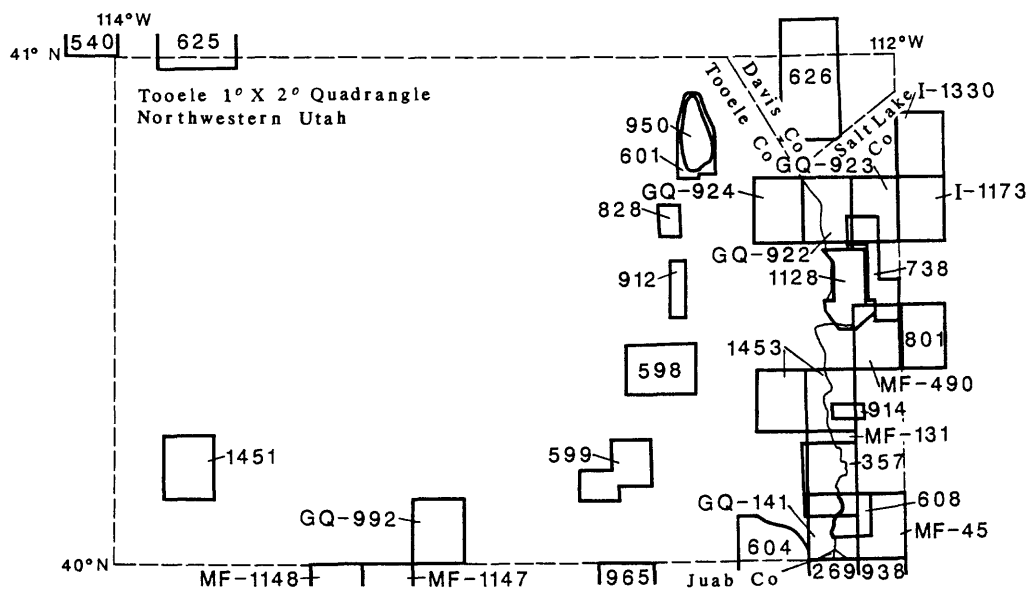 114°W
540
625
41° N
112°W
Tooele 1° X 2° Quadrangle
Northwestern Utah
Davis Co
Tooele Co
626
Salt Lake
Co
I-1330
950
601
GQ-923
GQ-924
I-1173
828
GQ-922
912
1128
738
598
1453
801
MF-490
914
MF-131
1451
599
357
GQ-992
GQ-141
608
MF-45
604
40°N
MF-1148
MF-1147
965
Juab Co
269
938